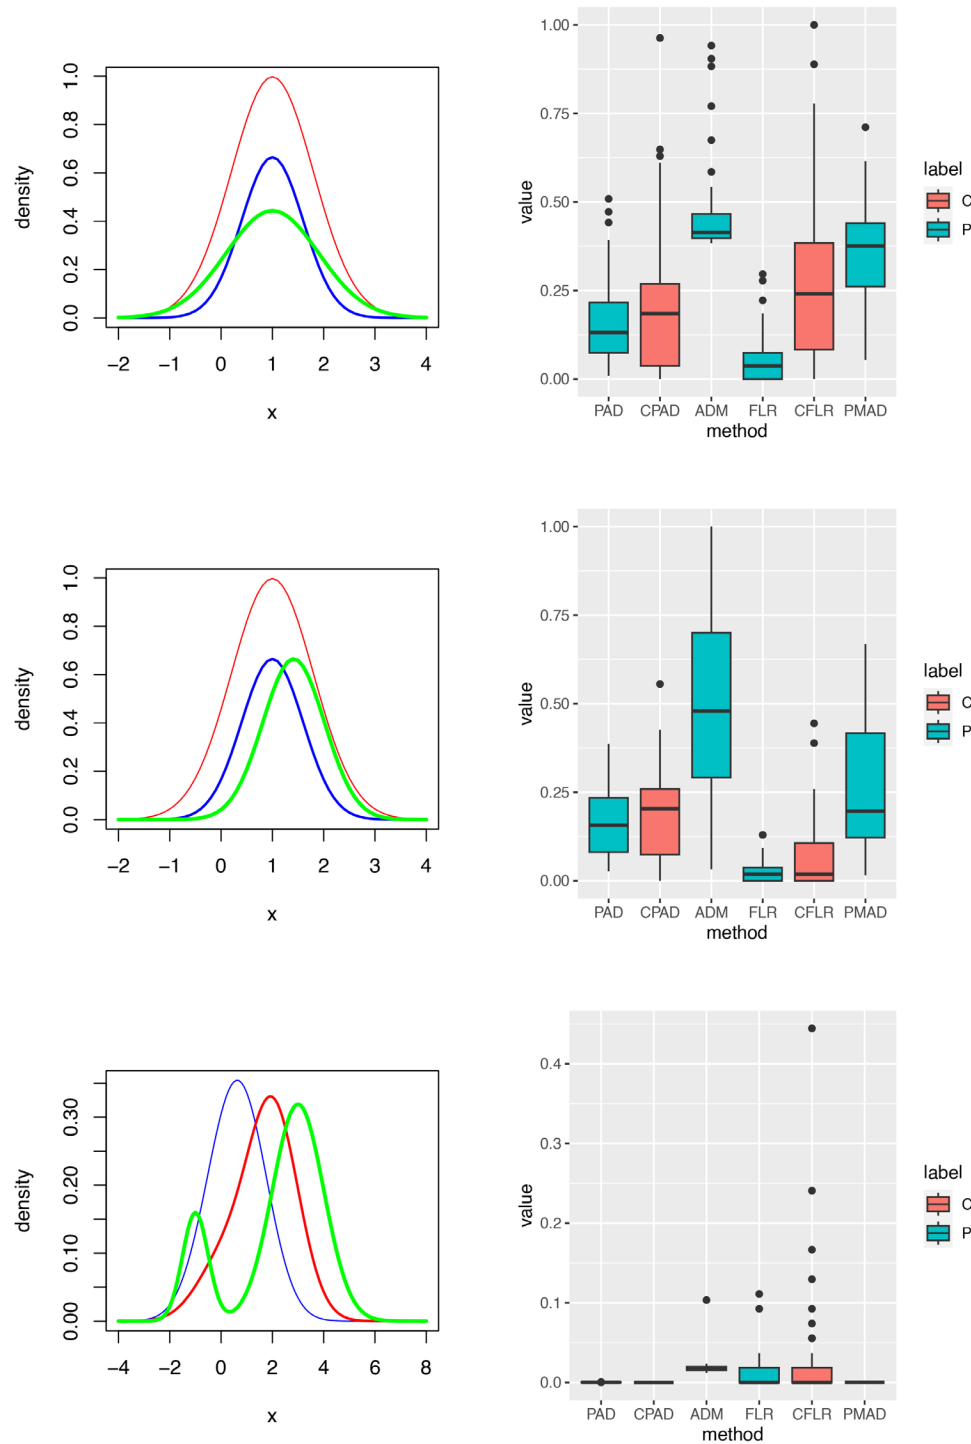 density
0.0 0.2 0.4 0.6 0.8 1.0
−2 −1 0 1 2 3 4
x
value
1.00
0.75
0.50
0.25
0.00
PAD CPAD ADM FLR CFLR PMAD
method
label
C
P
density
0.0 0.2 0.4 0.6 0.8 1.0
−2 −1 0 1 2 3 4
x
value
1.00
0.75
0.50
0.25
0.00
PAD CPAD ADM FLR CFLR PMAD
method
label
C
P
density
0.00 0.10 0.20 0.30
−4 −2 0 2 4 6 8
x
value
0.4
0.3
0.2
0.1
0.0
PAD CPAD ADM FLR CFLR PMAD
method
label
C
P